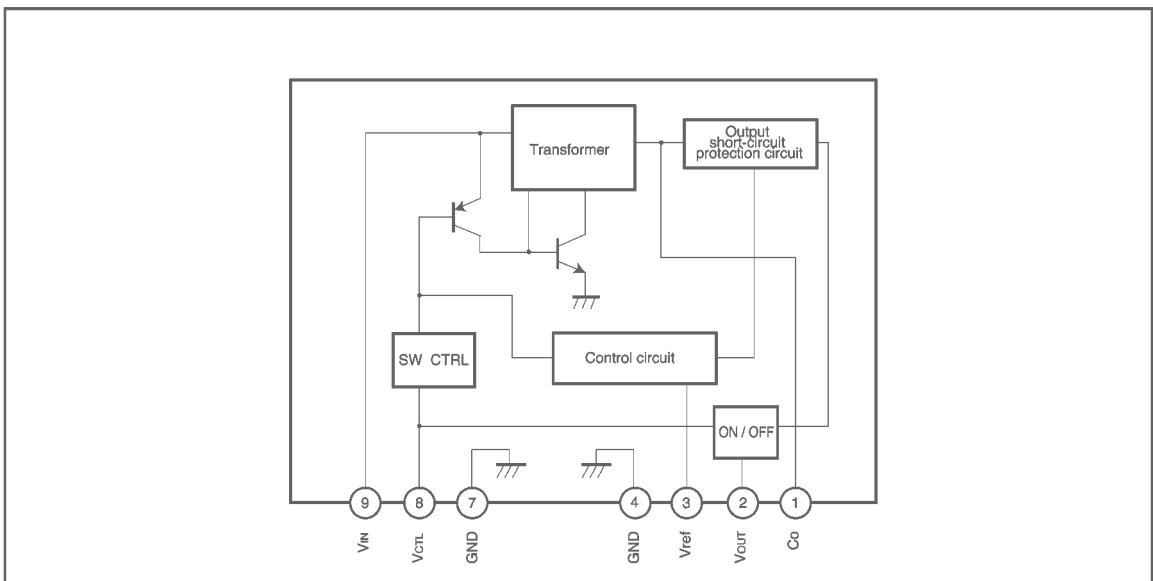 Transformer
Output
short-circuit
protection circuit
SW CTRL
Control circuit
ON / OFF
9
8
7
4
3
2
1
VIN
VCTL
GND
GND
Vref
VOUT
Co